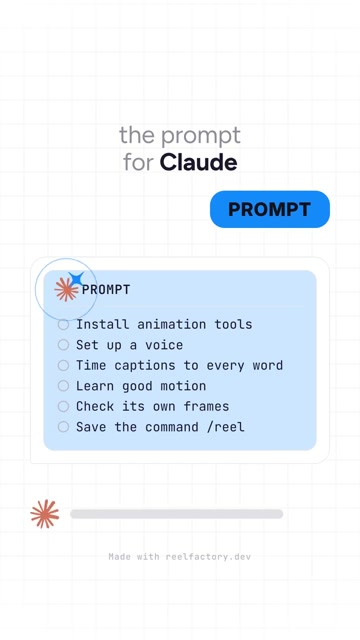 the prompt
for Claude
PROMPT
PROMPT
Install animation tools
Set up a voice
Time captions to every word
Learn good motion
Check its own frames
Save the command /reel
Made with reelfactory.dev